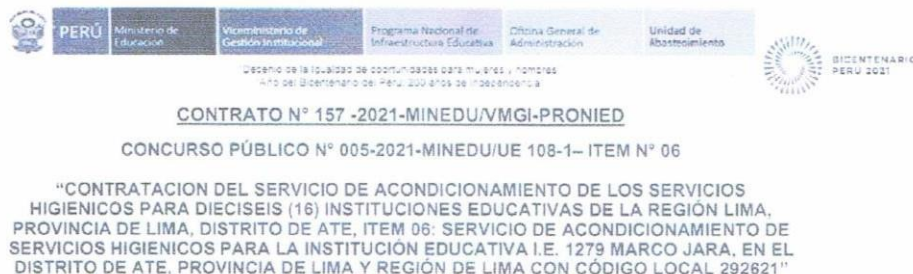 PERÚ
Ministerio de
Educación
Viceministerio de
Gestión Institucional
Programa Nacional de
Infraestructura Educativa
Oficina General de
Administración
Unidad de
Abastecimiento
BICENTENARIO
PERÚ 2021
Decenio de la Igualdad de oportunidades para mujeres y hombres
Año del Bicentenario del Perú: 200 años de Independencia
CONTRATO N° 157 -2021-MINEDU/VMGI-PRONIED
CONCURSO PÚBLICO N° 005-2021-MINEDU/UE 108-1– ITEM N° 06
“CONTRATACION DEL SERVICIO DE ACONDICIONAMIENTO DE LOS SERVICIOS
HIGIENICOS PARA DIECISEIS (16) INSTITUCIONES EDUCATIVAS DE LA REGIÓN LIMA,
PROVINCIA DE LIMA, DISTRITO DE ATE, ITEM 06: SERVICIO DE ACONDICIONAMIENTO DE
SERVICIOS HIGIENICOS PARA LA INSTITUCIÓN EDUCATIVA I.E. 1279 MARCO JARA, EN EL
DISTRITO DE ATE, PROVINCIA DE LIMA Y REGIÓN DE LIMA CON CÓDIGO LOCAL 292621”